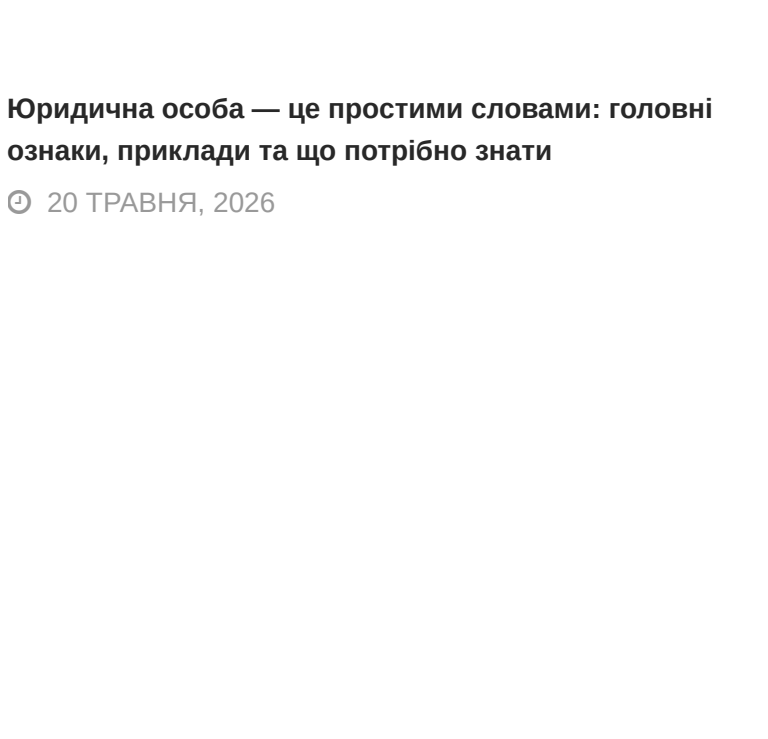 Юридична особа — це простими словами: головні
ознаки, приклади та що потрібно знати
20 ТРАВНЯ, 2026